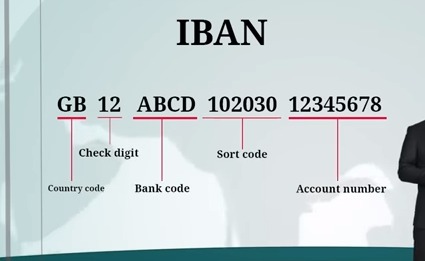 IBAN
GB 12 ABCD 102030 12345678
Check digit
Sort code
Country code
Bank code
Account number